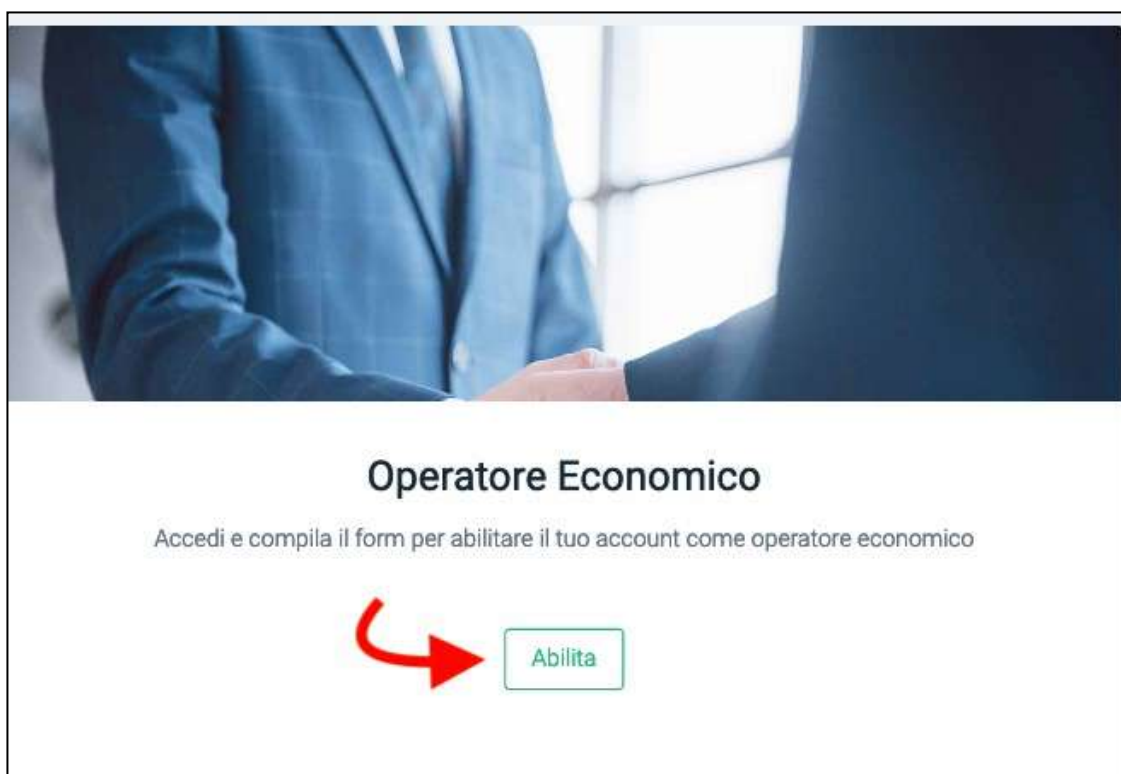 Operatore Economico
Accedi e compila il form per abilitare il tuo account come operatore economico
Abilita